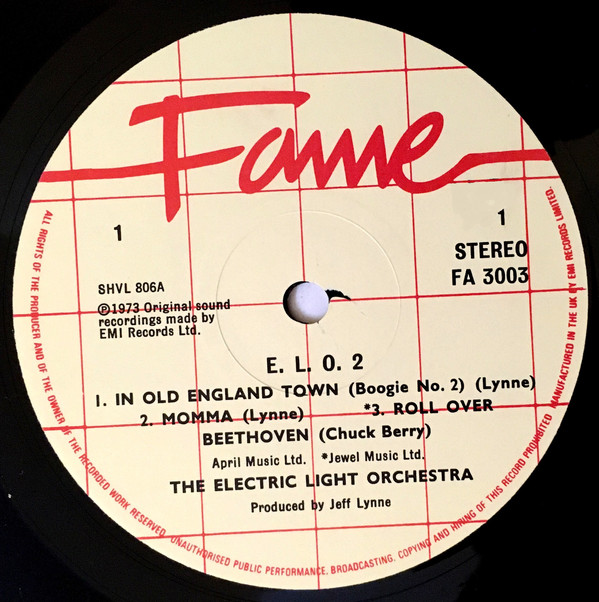 Fame
1
1
STEREO
FA 3003
SHVL 806A
℗1973 Original sound
recordings made by
EMI Records Ltd.
E. L. O. 2
1. IN OLD ENGLAND TOWN (Boogie No. 2) (Lynne)
2. MOMMA (Lynne) *3. ROLL OVER
BEETHOVEN (Chuck Berry)
April Music Ltd. *Jewel Music Ltd.
THE ELECTRIC LIGHT ORCHESTRA
Produced by Jeff Lynne
ALL RIGHTS OF THE PRODUCER AND OF THE OWNER OF THE RECORDED WORK RESERVED. UNAUTHORISED PUBLIC PERFORMANCE, BROADCASTING, COPYING AND HIRING OF THIS RECORD PROHIBITED MANUFACTURED IN THE UK BY EMI RECORDS LIMITED.